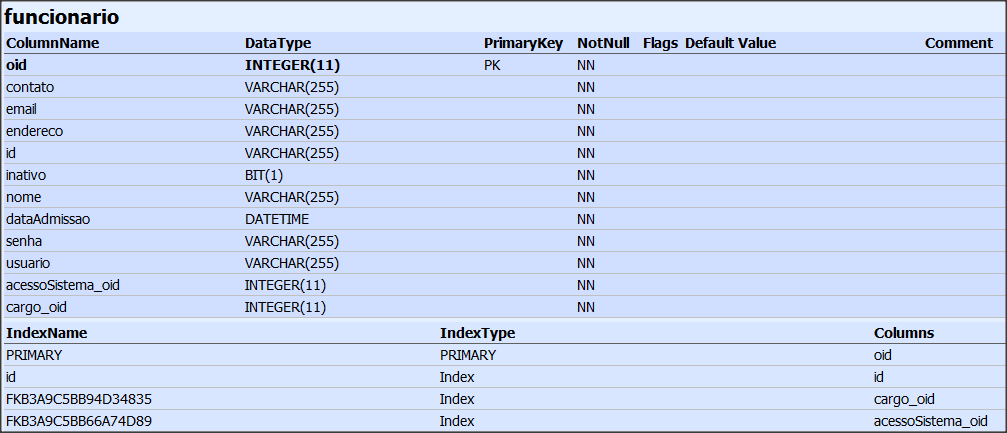 funcionario
ColumnName DataType PrimaryKey NotNull Flags Default Value Comment
oid INTEGER(11) PK NN
contato VARCHAR(255) NN
email VARCHAR(255) NN
endereco VARCHAR(255) NN
id VARCHAR(255) NN
inativo BIT(1) NN
nome VARCHAR(255) NN
dataAdmissao DATETIME NN
senha VARCHAR(255) NN
usuario VARCHAR(255) NN
acessoSistema_oid INTEGER(11) NN
cargo_oid INTEGER(11) NN
IndexName IndexType Columns
PRIMARY PRIMARY oid
id Index id
FKB3A9C5BB94D34835 Index cargo_oid
FKB3A9C5BB66A74D89 Index acessoSistema_oid